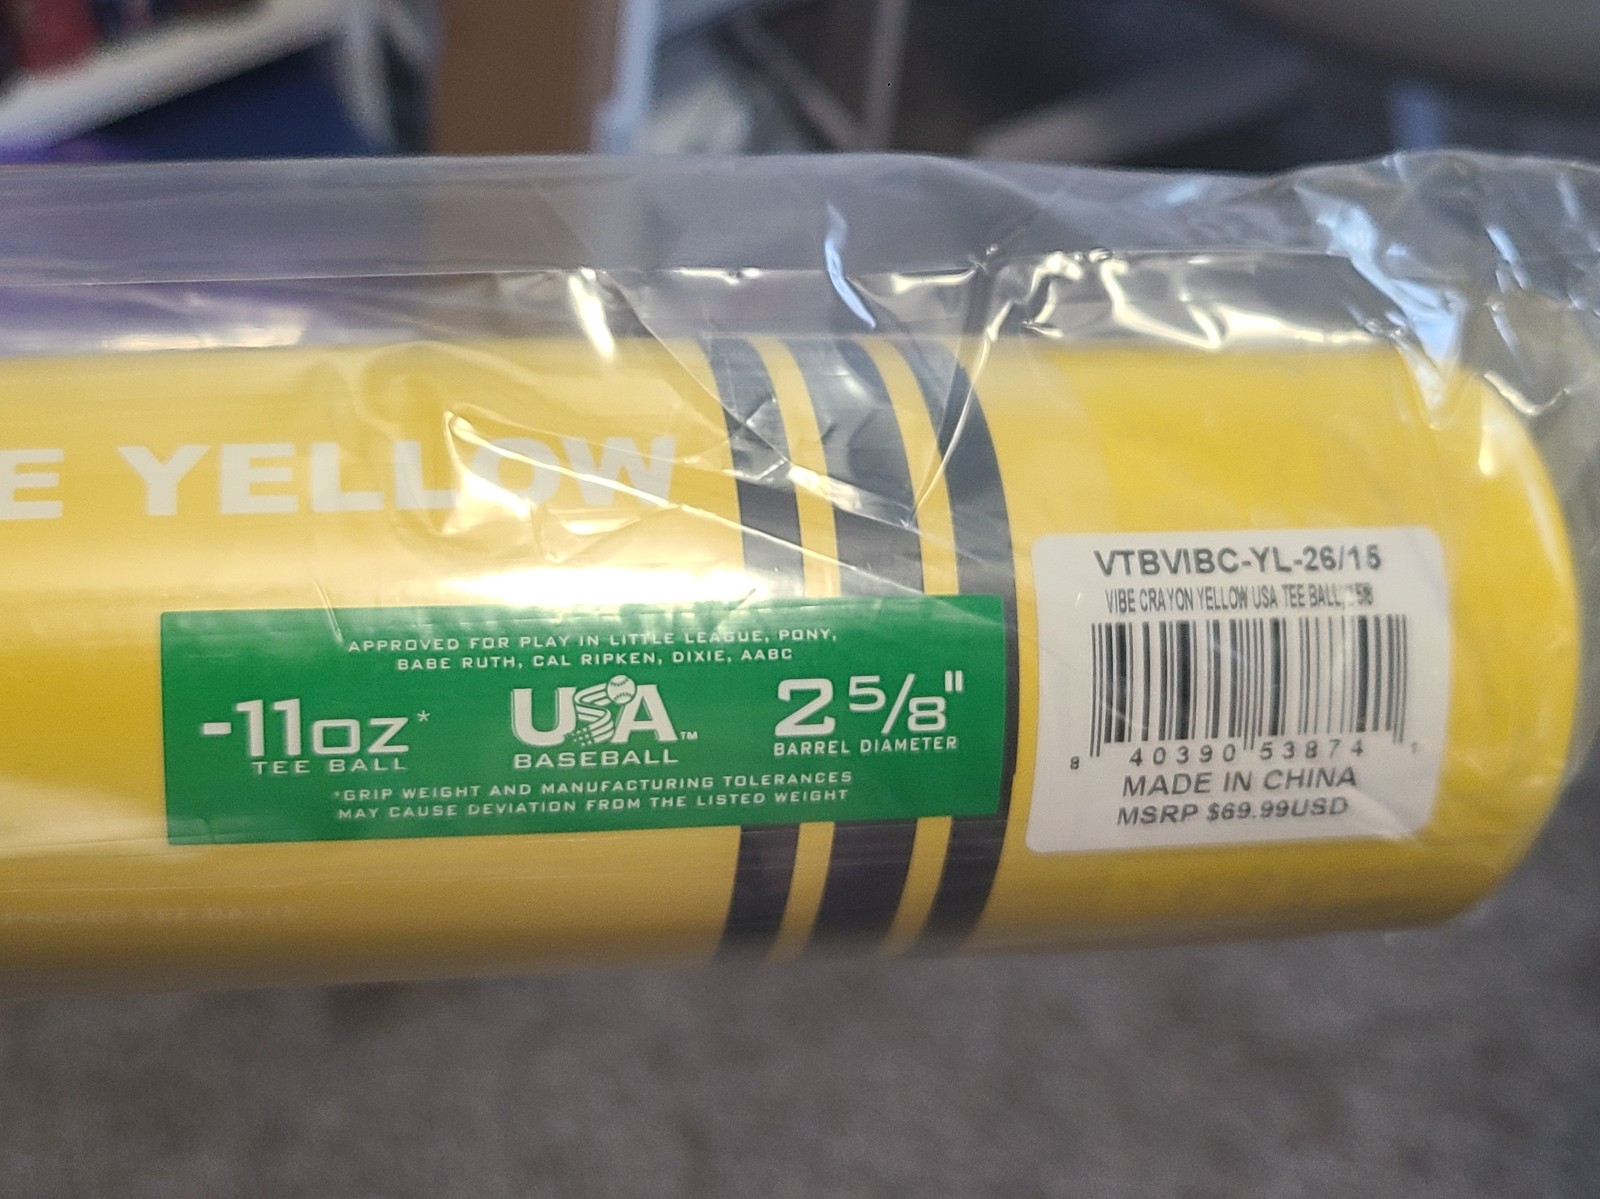 E YELLOW
APPROVED FOR PLAY IN LITTLE LEAGUE, PONY,
BABE RUTH, CAL RIPKEN, DIXIE, AABC
-11oz*
TEE BALL
USA™
BASEBALL
2 5/8"
BARREL DIAMETER
*GRIP WEIGHT AND MANUFACTURING TOLERANCES
MAY CAUSE DEVIATION FROM THE LISTED WEIGHT
VTBVIBC-YL-26/15
VIBE CRAYON YELLOW USA TEE BALL,
8 40390 53874 1
MADE IN CHINA
MSRP $69.99USD